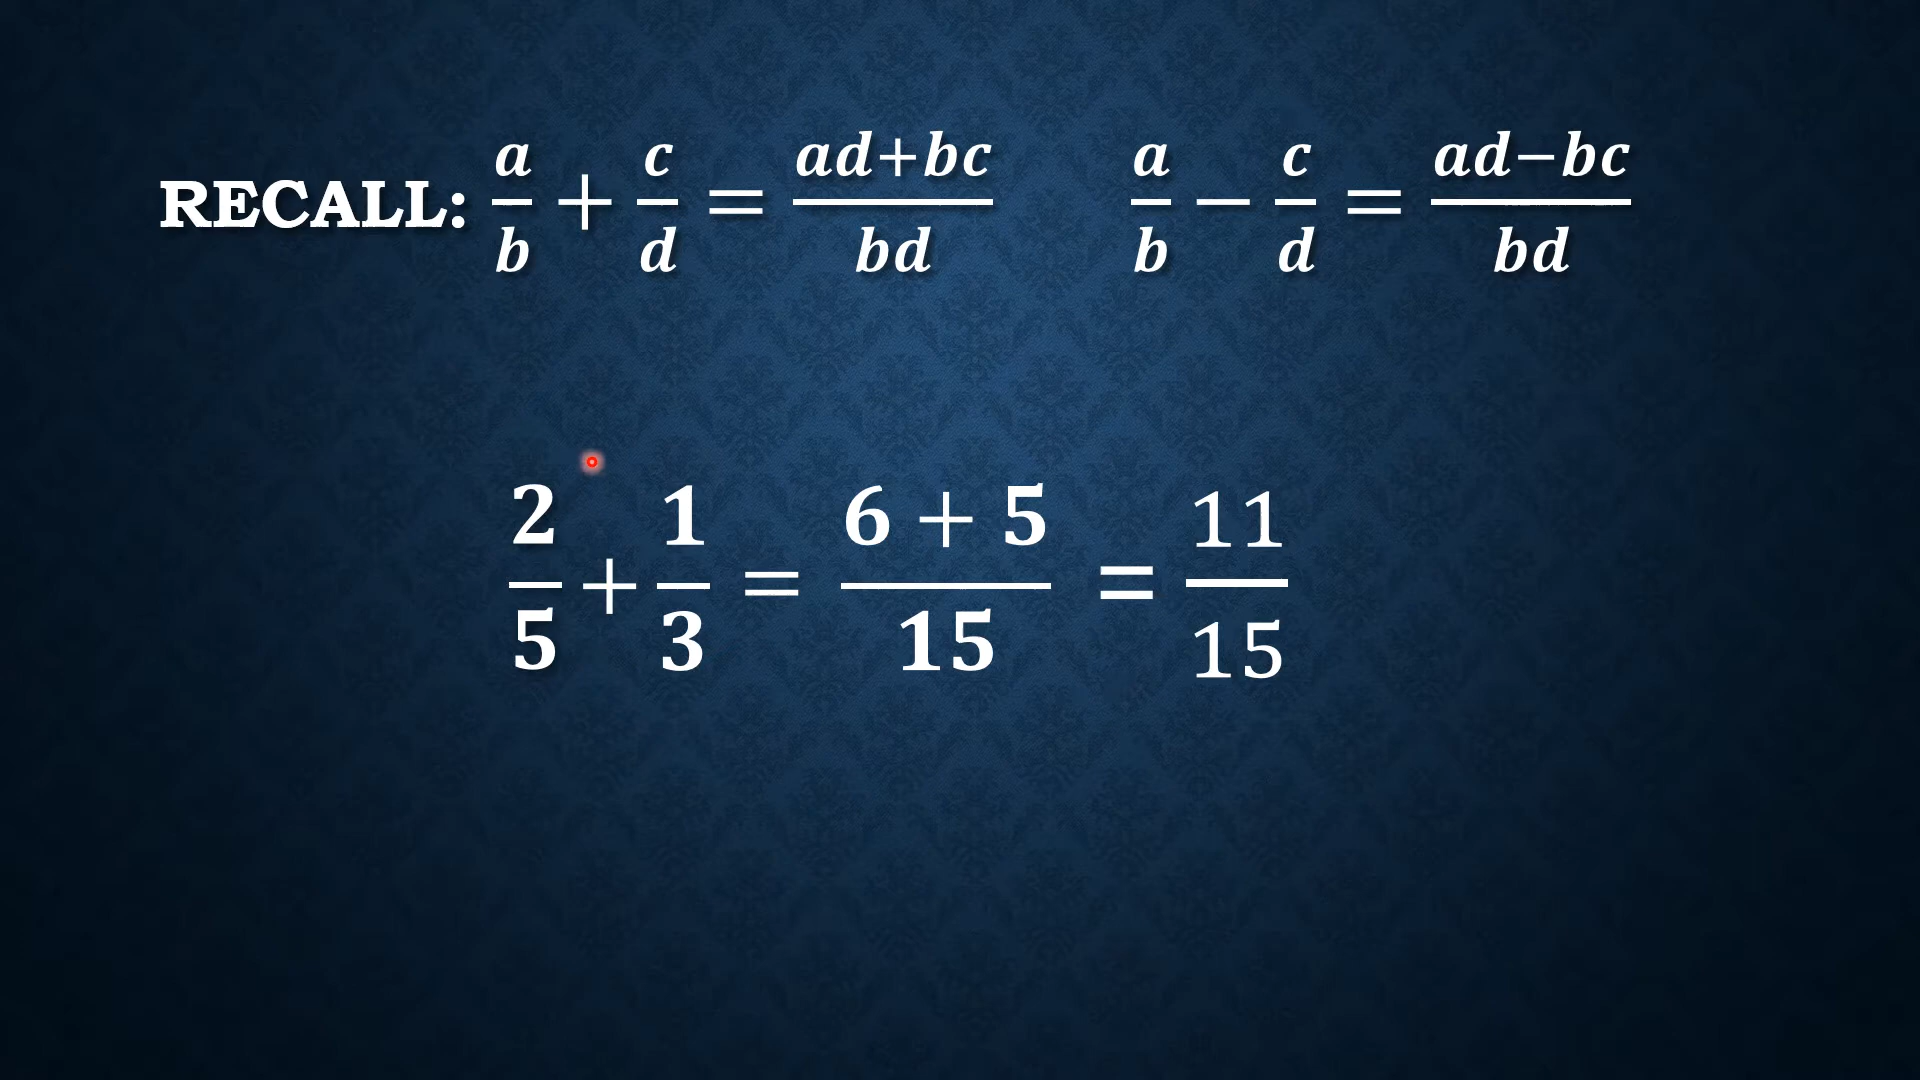 RECALL: a/b + c/d = ad+bc/bd a/b − c/d = ad−bc/bd
2/5 + 1/3 = 6 + 5/15 = 11/15